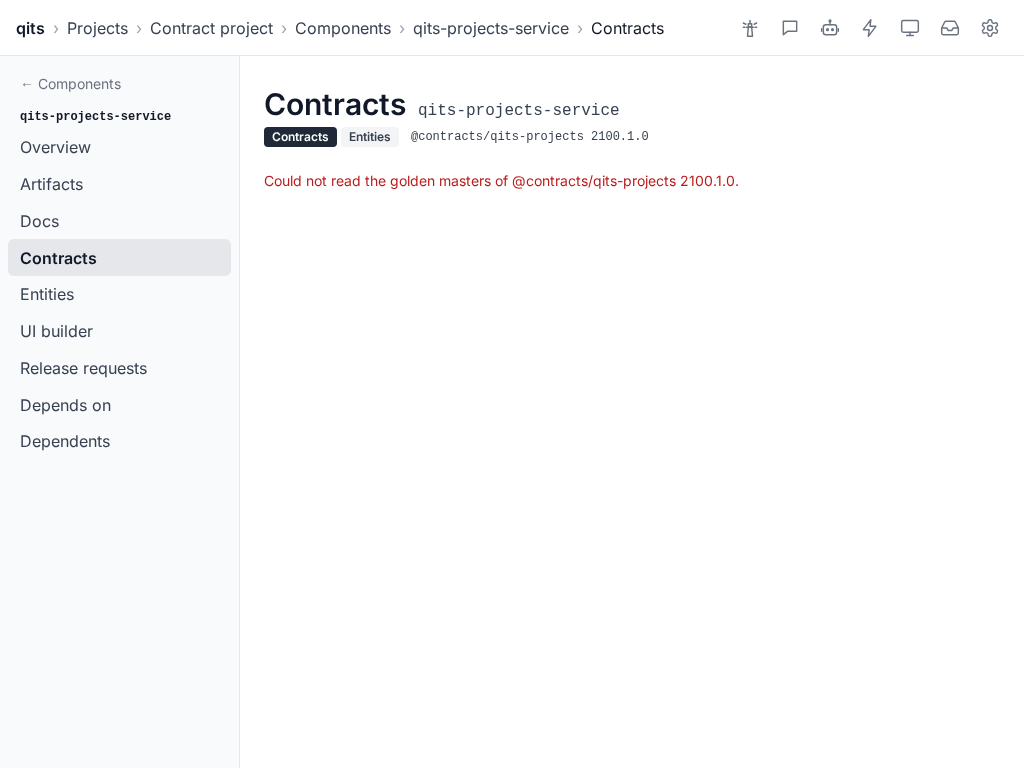 qits › Projects › Contract project › Components › qits-projects-service › Contracts
← Components
qits-projects-service
Overview
Artifacts
Docs
Contracts
Entities
UI builder
Release requests
Depends on
Dependents
Contracts qits-projects-service
Contracts Entities @contracts/qits-projects 2100.1.0
Could not read the golden masters of @contracts/qits-projects 2100.1.0.